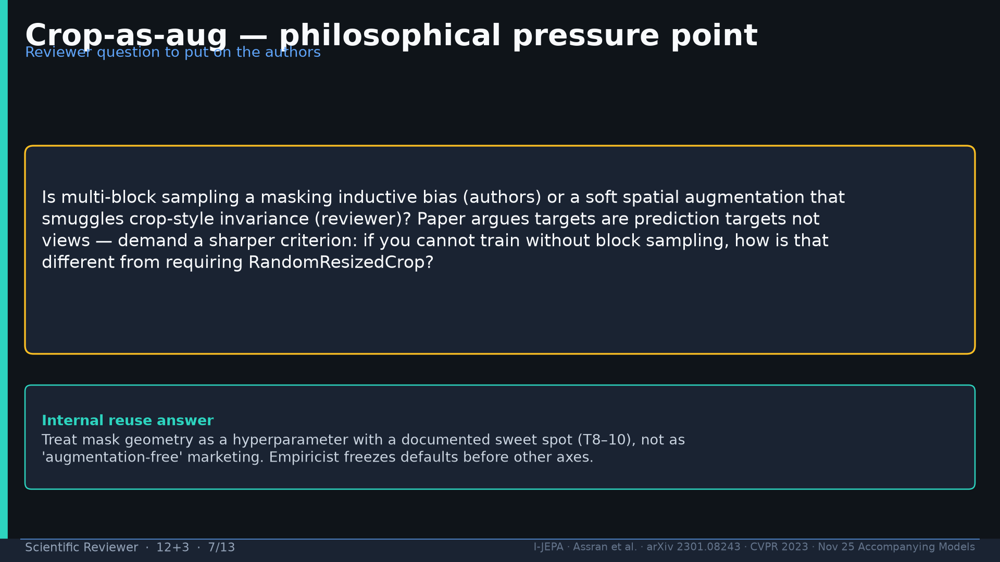 Crop-as-aug — philosophical pressure point
Reviewer question to put on the authors
Is multi-block sampling a masking inductive bias (authors) or a soft spatial augmentation that
smuggles crop-style invariance (reviewer)? Paper argues targets are prediction targets not
views — demand a sharper criterion: if you cannot train without block sampling, how is that
different from requiring RandomResizedCrop?
Internal reuse answer
Treat mask geometry as a hyperparameter with a documented sweet spot (T8–10), not as
'augmentation-free' marketing. Empiricist freezes defaults before other axes.
Scientific Reviewer · 12+3 · 7/13
I-JEPA · Assran et al. · arXiv 2301.08243 · CVPR 2023 · Nov 25 Accompanying Models